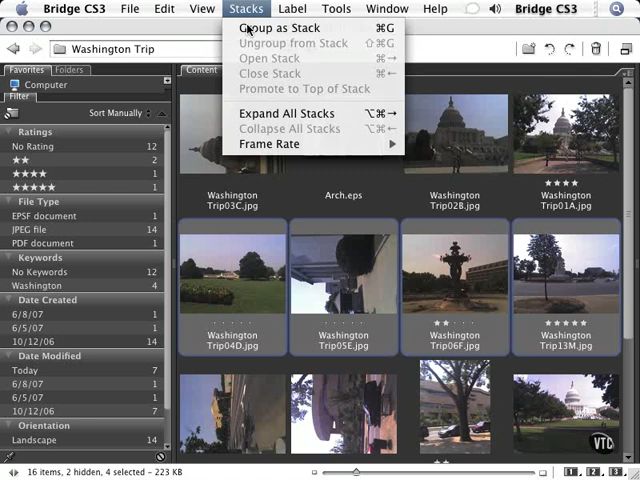 Bridge CS3 File Edit View Stacks Label Tools Window Bridge CS3
Washington Trip
Group as Stack ⌘G
Ungroup from Stack ⇧⌘G
Open Stack ⌘→
Close Stack ⌘←
Promote to Top of Stack
Expand All Stacks ⌥⌘→
Collapse All Stacks ⌥⌘←
Frame Rate
Favorites Folders
Computer
Filter
Sort Manually
Ratings
No Rating 12
★★ 2
★★★★ 1
★★★★★ 1
File Type
EPSF document 1
JPEG file 14
PDF document 1
Keywords
No Keywords 12
Washington 4
Date Created
6/8/07 1
6/5/07 1
10/12/06 14
Date Modified
Today 7
6/8/07 1
6/5/07 1
10/12/06 7
Orientation
Landscape 14
Content
Washington
Trip03C.jpg
Arch.eps
Washington
Trip02B.jpg
★★★★
Washington
Trip01A.jpg
Washington
Trip04D.jpg
Washington
Trip05E.jpg
★★
Washington
Trip06F.jpg
★★★★★
Washington
Trip13M.jpg
★★
VTC
16 items, 2 hidden, 4 selected – 223 KB
1 2 3